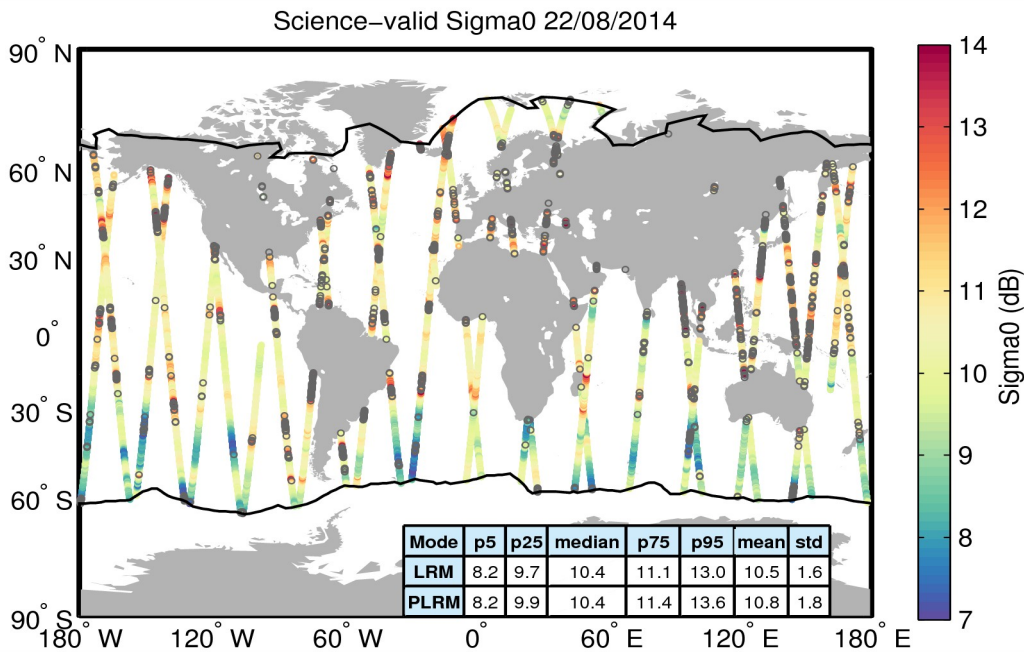 Science−valid Sigma0 22/08/2014
90° N
60° N
30° N
0°
30° S
60° S
90° S
180° W
120° W
60° W
0°
60° E
120° E
180° E
Mode p5 p25 median p75 p95 mean std
LRM 8.2 9.7 10.4 11.1 13.0 10.5 1.6
PLRM 8.2 9.9 10.4 11.4 13.6 10.8 1.8
14
13
12
11
10
9
8
7
Sigma0 (dB)